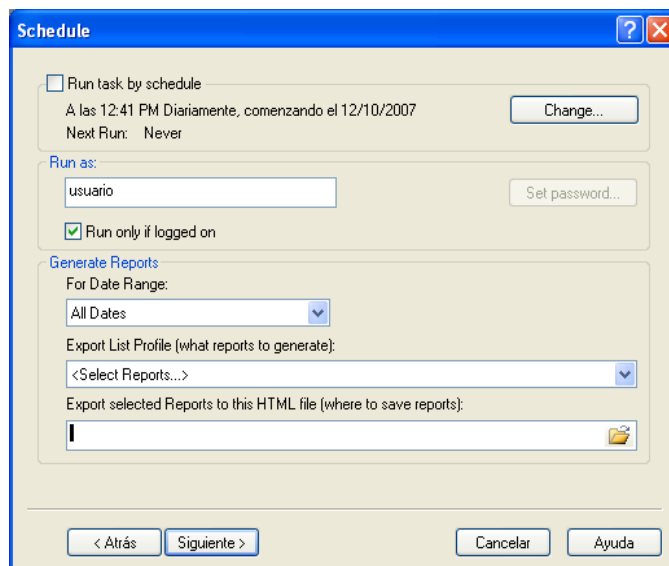 Schedule
Run task by schedule
A las 12:41 PM Diariamente, comenzando el 12/10/2007
Change...
Next Run: Never
Run as:
usuario
Set password...
Run only if logged on
Generate Reports
For Date Range:
All Dates
Export List Profile (what reports to generate):
<Select Reports...>
Export selected Reports to this HTML file (where to save reports):
< Atrás
Siguiente >
Cancelar
Ayuda